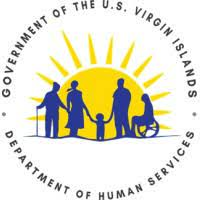 GOVERNMENT OF THE U.S. VIRGIN ISLANDS
DEPARTMENT OF HUMAN SERVICES